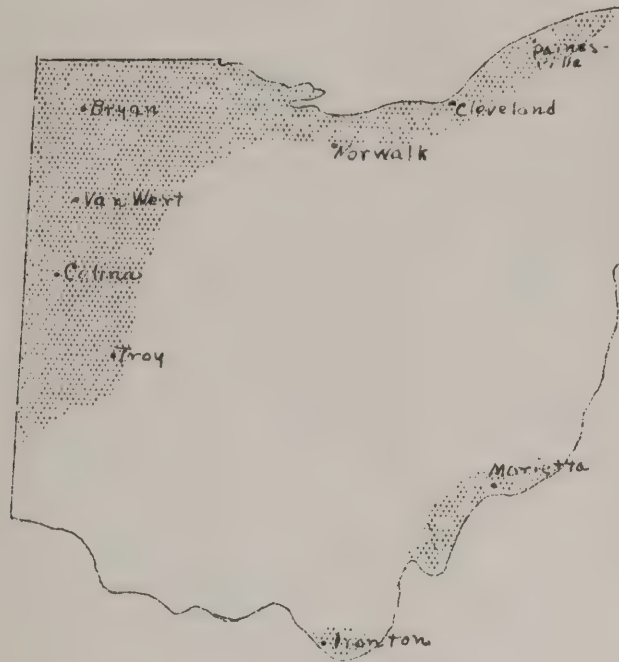 Paines-
ville
Bryan
Cleveland
Norwalk
Van Wert
Celina
Troy
Marietta
Ironton